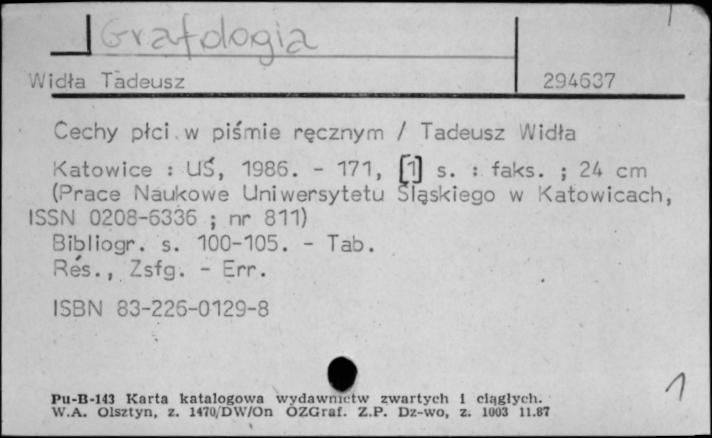 Grafologia
Widła Tadeusz 294637
Cechy płci w piśmie ręcznym / Tadeusz Widła
Katowice : UŚ, 1986. - 171, [1] s. : faks. ; 24 cm
(Prace Naukowe Uniwersytetu Śląskiego w Katowicach,
ISSN 0208-6336 ; nr 811)
Bibliogr. s. 100-105. - Tab.
Rés., Zsfg. - Err.
ISBN 83-226-0129-8
1
Pu-B-143 Karta katalogowa wydawnictw zwartych i ciągłych.
W.A. Olsztyn, z. 1470/DW/On OZGraf. Z.P. Dz-wo, z. 1003 11.87